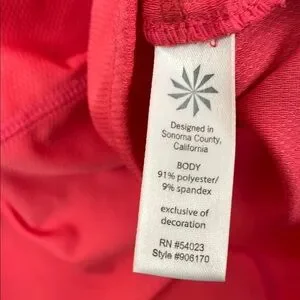 Designed in
Sonoma County,
California
BODY
91% polyester/
9% spandex
exclusive of
decoration
RN #54023
Style #906170